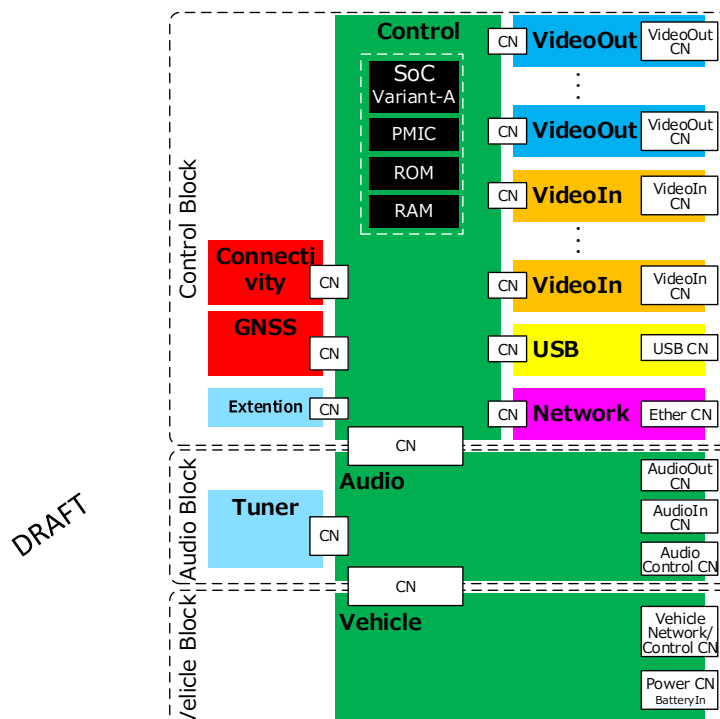 Control Block
Control
SoC
Variant-A
PMIC
ROM
RAM
CN
VideoOut
VideoOut
CN
CN
VideoOut
VideoOut
CN
CN
VideoIn
VideoIn
CN
CN
VideoIn
VideoIn
CN
Connecti
vity
CN
GNSS
CN
CN
USB
USB CN
Extention
CN
CN
Network
Ether CN
CN
Audio Block
Audio
Tuner
CN
AudioOut
CN
AudioIn
CN
Audio
Control CN
DRAFT
CN
Velicle Block
Vehicle
Vehicle
Network/
Control CN
Power CN
BatteryIn